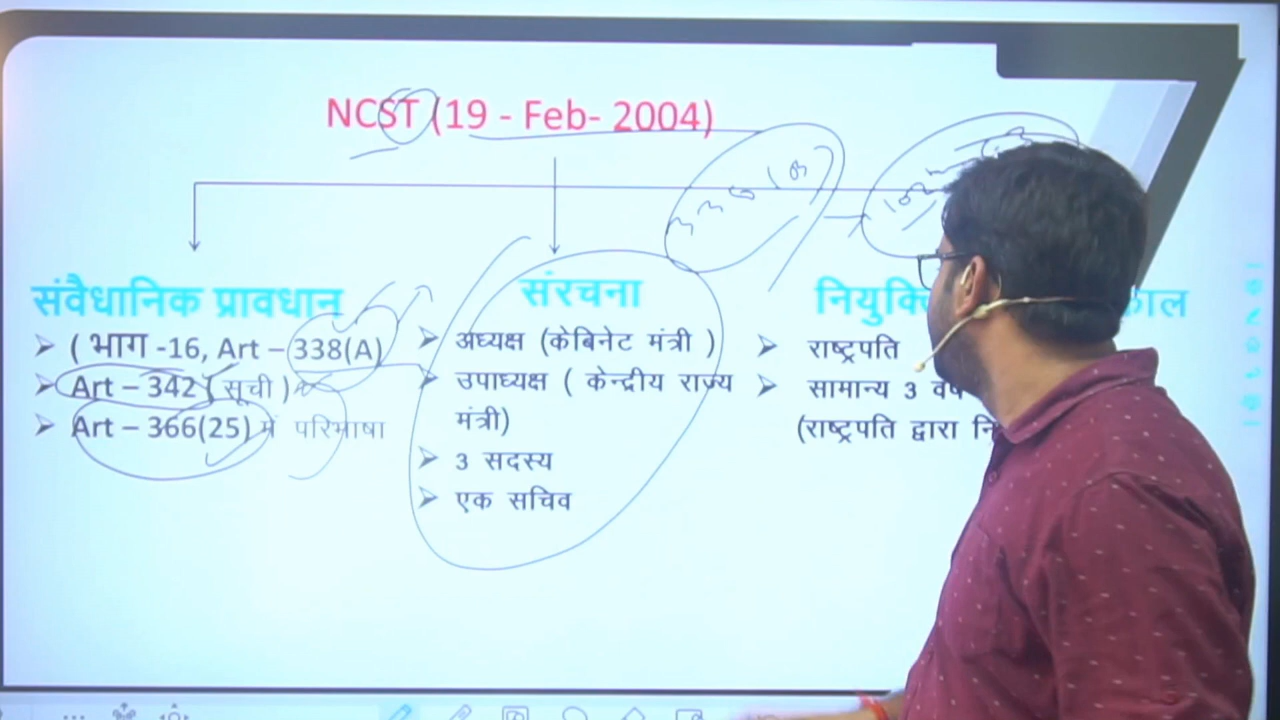 NCST (19 - Feb- 2004)
संवैधानिक प्रावधान
( भाग -16, Art – 338(A)
Art – 342 ( सूची )
Art – 366(25) में परिभाषा
संरचना
अध्यक्ष (केबिनेट मंत्री )
उपाध्यक्ष ( केन्द्रीय राज्य
मंत्री)
3 सदस्य
एक सचिव
राष्ट्रपति
सामान्य 3
(राष्ट्रपति द्वारा